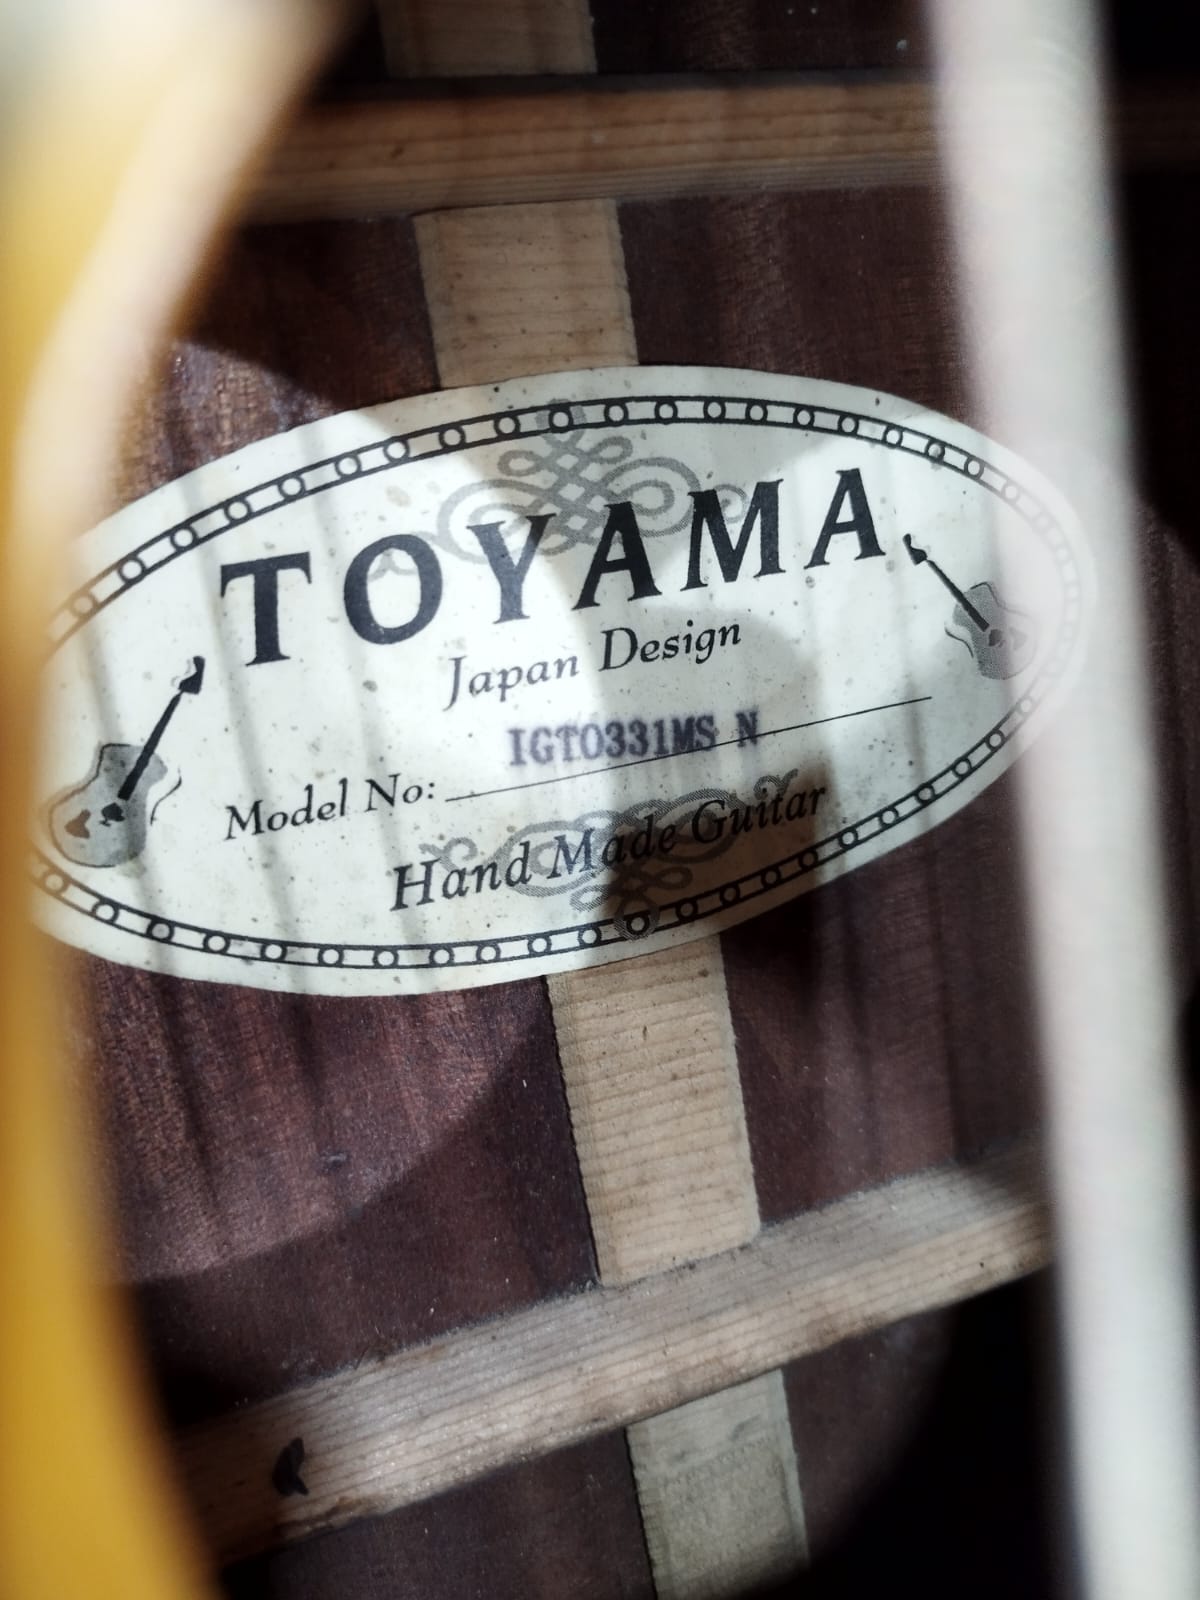 TOYAMA
Japan Design
IGT0331MS N
Model No:
Hand Made Guitar